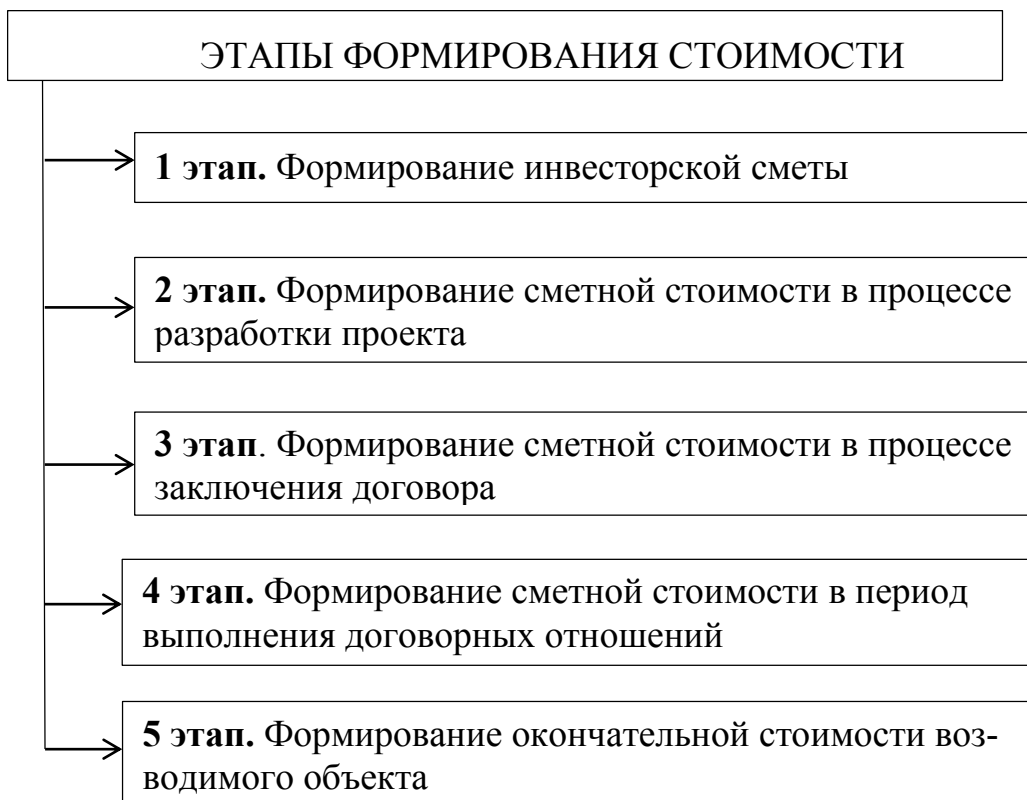 ЭТАПЫ ФОРМИРОВАНИЯ СТОИМОСТИ
1 этап. Формирование инвесторской сметы
2 этап. Формирование сметной стоимости в процессе
разработки проекта
3 этап. Формирование сметной стоимости в процессе
заключения договора
4 этап. Формирование сметной стоимости в период
выполнения договорных отношений
5 этап. Формирование окончательной стоимости воз-
водимого объекта